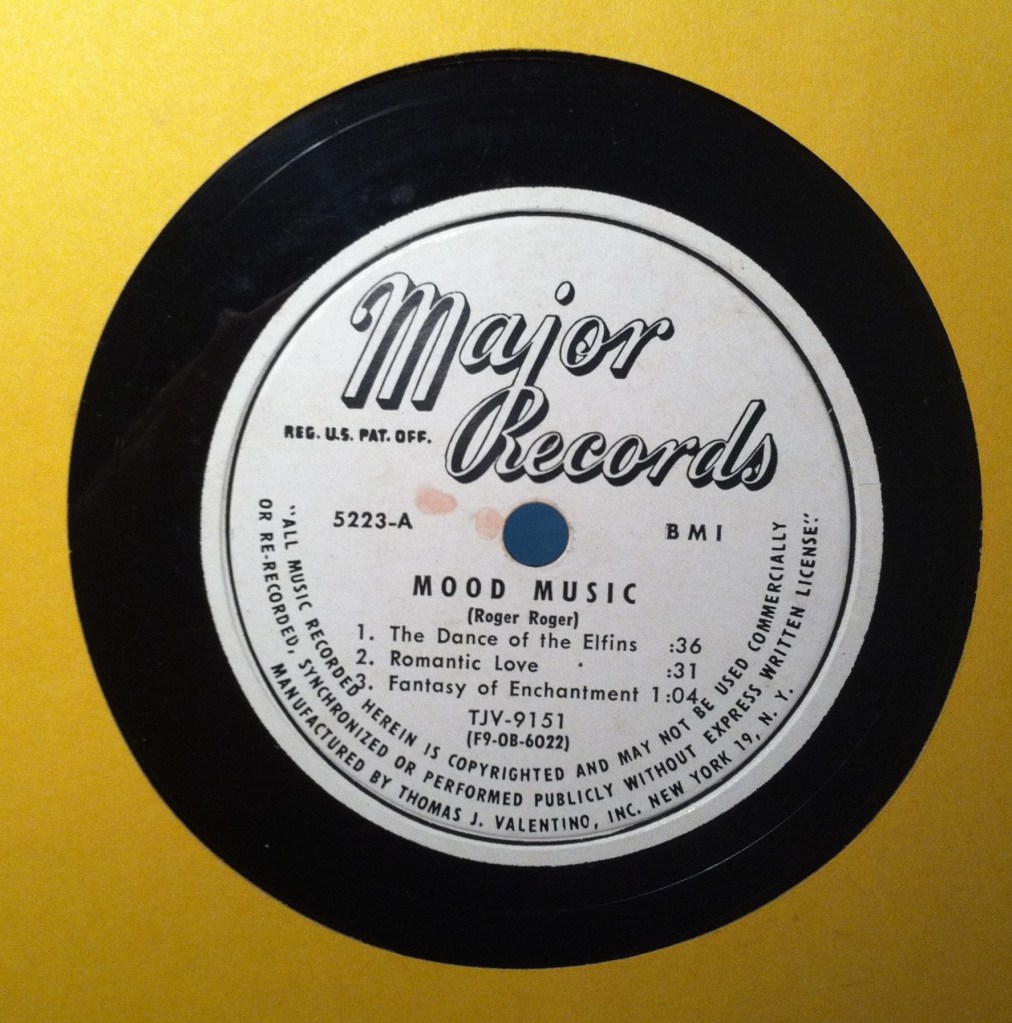 Major
Records
REG. U.S. PAT. OFF.
5223-A
BMI
MOOD MUSIC
(Roger Roger)
1. The Dance of the Elfins :36
2. Romantic Love :31
3. Fantasy of Enchantment 1:04
TJV-9151
(F9-OB-6022)
"ALL MUSIC RECORDED HEREIN IS COPYRIGHTED AND MAY NOT BE USED COMMERCIALLY
OR RE-RECORDED, SYNCHRONIZED OR PERFORMED PUBLICLY WITHOUT EXPRESS WRITTEN LICENSE".
MANUFACTURED BY THOMAS J. VALENTINO, INC. NEW YORK 19, N. Y.